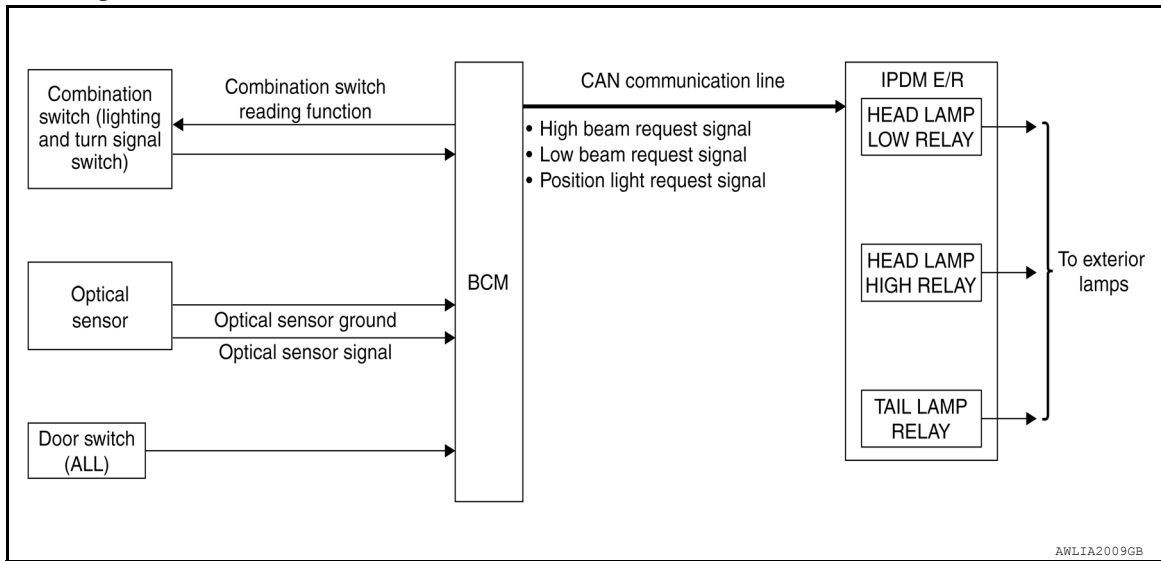 Combination
switch (lighting
and turn signal
switch)
Combination switch
reading function
Optical
sensor
Optical sensor ground
Optical sensor signal
Door switch
(ALL)
BCM
CAN communication line
• High beam request signal
• Low beam request signal
• Position light request signal
IPDM E/R
HEAD LAMP
LOW RELAY
HEAD LAMP
HIGH RELAY
TAIL LAMP
RELAY
To exterior
lamps
AWLIA2009GB